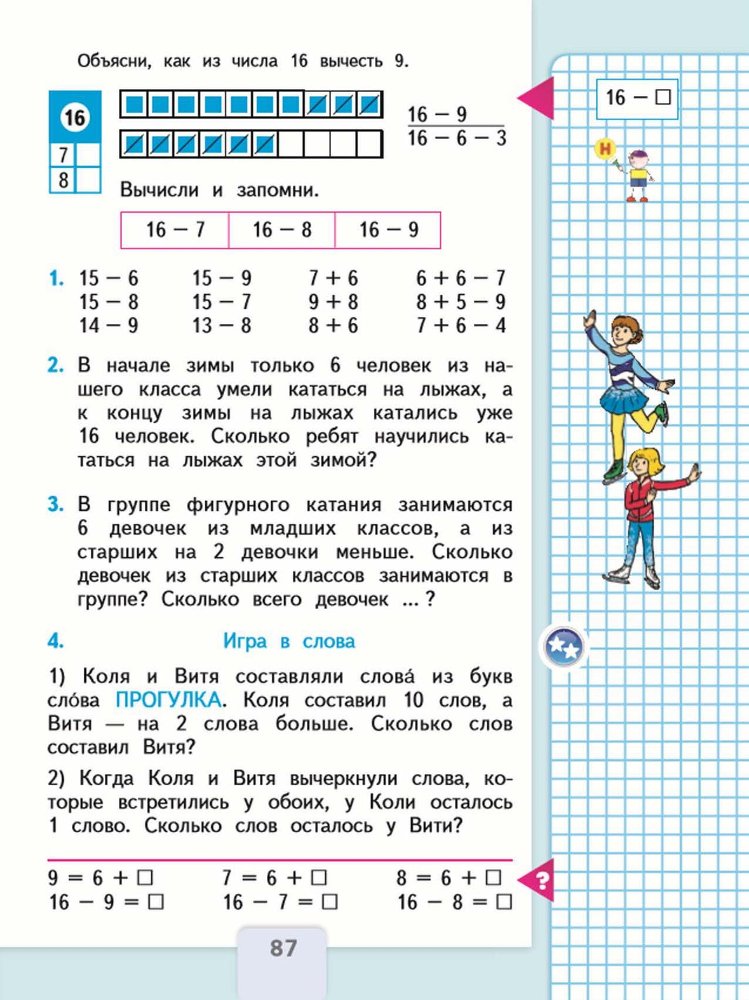 Объясни, как из числа 16 вычесть 9.
16 − □
16
7
8
16 − 9
16 − 6 − 3
Н
Вычисли и запомни.
16 − 7 16 − 8 16 − 9
1. 15 − 6 15 − 9 7 + 6 6 + 6 − 7
15 − 8 15 − 7 9 + 8 8 + 5 − 9
14 − 9 13 − 8 8 + 6 7 + 6 − 4
2. В начале зимы только 6 человек из на-
шего класса умели кататься на лыжах, а
к концу зимы на лыжах катались уже
16 человек. Сколько ребят научились ка-
таться на лыжах этой зимой?
3. В группе фигурного катания занимаются
6 девочек из младших классов, а из
старших на 2 девочки меньше. Сколько
девочек из старших классов занимаются в
группе? Сколько всего девочек ... ?
4. Игра в слова
1) Коля и Витя составляли слова́ из букв
сло́ва ПРОГУЛКА. Коля составил 10 слов, а
Витя — на 2 слова больше. Сколько слов
составил Витя?
2) Когда Коля и Витя вычеркнули слова, ко-
торые встретились у обоих, у Коли осталось
1 слово. Сколько слов осталось у Вити?
9 = 6 + □ 7 = 6 + □ 8 = 6 + □ ?
16 − 9 = □ 16 − 7 = □ 16 − 8 = □
87